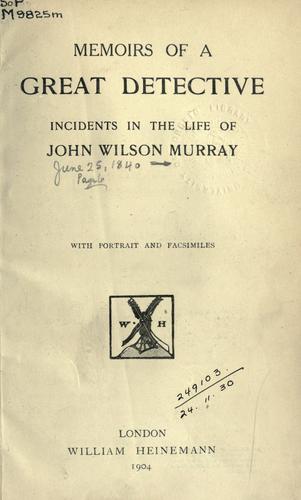 SoP
M9825m
MEMOIRS OF A
GREAT DETECTIVE
INCIDENTS IN THE LIFE OF
JOHN WILSON MURRAY
June 25, 1840 —
WITH PORTRAIT AND FACSIMILES
W H
249103
24. 11. 30
LONDON
WILLIAM HEINEMANN
1904